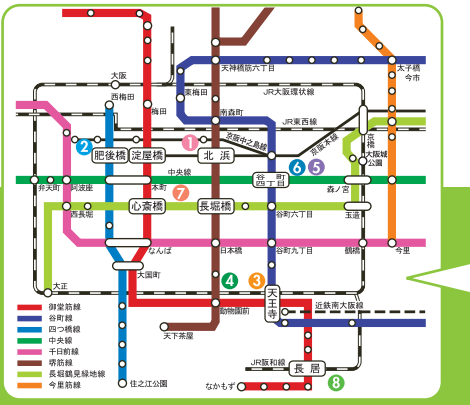 大阪
西梅田
東梅田
梅田
天神橋筋六丁目
太子橋
今市
JR大阪環状線
南森町
JR東西線
京阪中之島線
京阪本線
京橋
1
2
肥後橋
淀屋橋
北 浜
大阪城
公園
中央線
6
5
谷 町
四丁目
弁天町
阿波座
本町
森ノ宮
7
西長堀
心斎橋
長堀橋
谷町六丁目
玉造
なんば
日本橋
谷町九丁目
鶴橋
今里
大国町
大正
4
3
動物園前
天王寺
近鉄南大阪線
天下茶屋
JR阪和線
長 居
8
住之江公園
なかもず
御堂筋線
谷町線
四つ橋線
中央線
千日前線
堺筋線
長堀鶴見緑地線
今里筋線